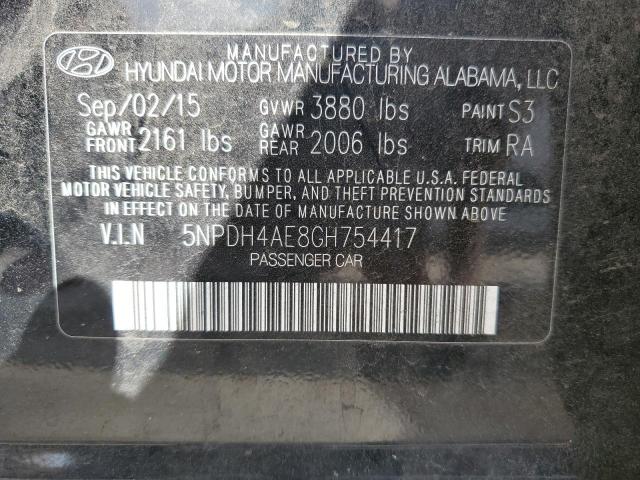 MANUFACTURED BY
HYUNDAI MOTOR MANUFACTURING ALABAMA, LLC
Sep/02/15 GVWR 3880 lbs PAINT S3
GAWR FRONT 2161 lbs GAWR REAR 2006 lbs TRIM RA
THIS VEHICLE CONFORMS TO ALL APPLICABLE U.S.A. FEDERAL
MOTOR VEHICLE SAFETY, BUMPER, AND THEFT PREVENTION STANDARDS
IN EFFECT ON THE DATE OF MANUFACTURE SHOWN ABOVE.
V.I.N 5NPDH4AE8GH754417
PASSENGER CAR